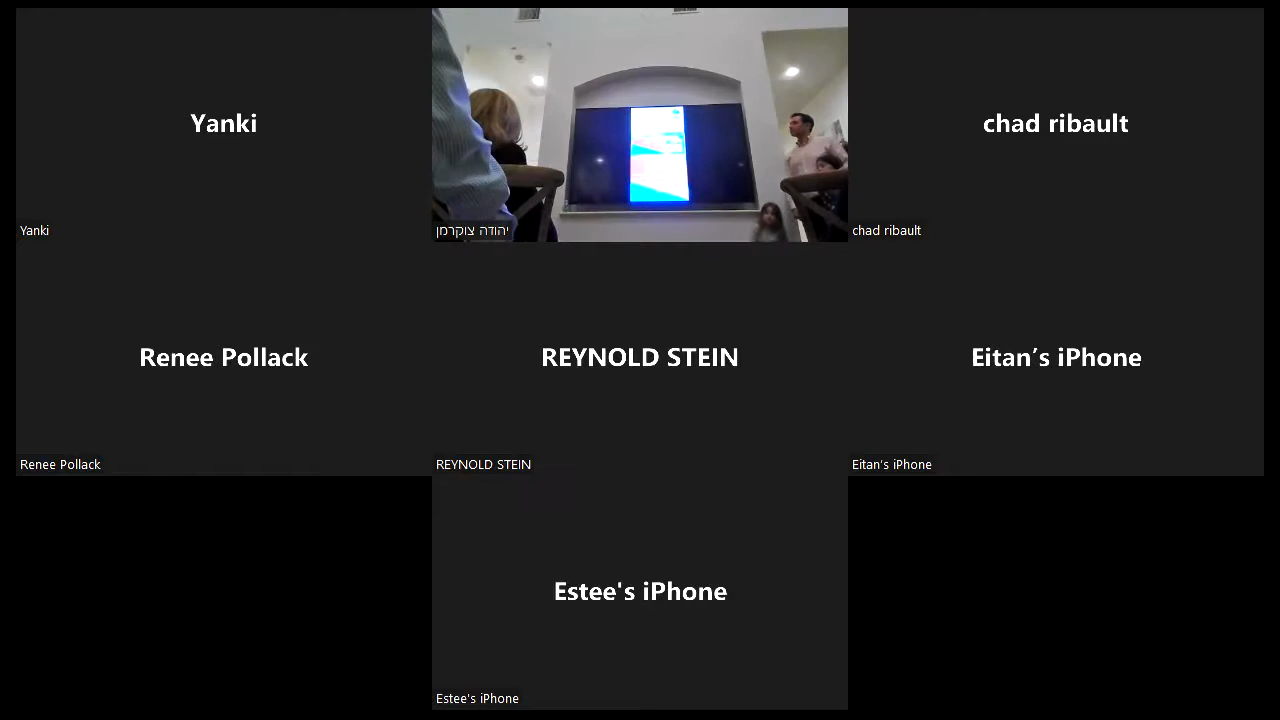 Yanki
Yanki
יהודה צוקרמן
chad ribault
chad ribault
Renee Pollack
Renee Pollack
REYNOLD STEIN
REYNOLD STEIN
Eitan’s iPhone
Eitan's iPhone
Estee's iPhone
Estee's iPhone